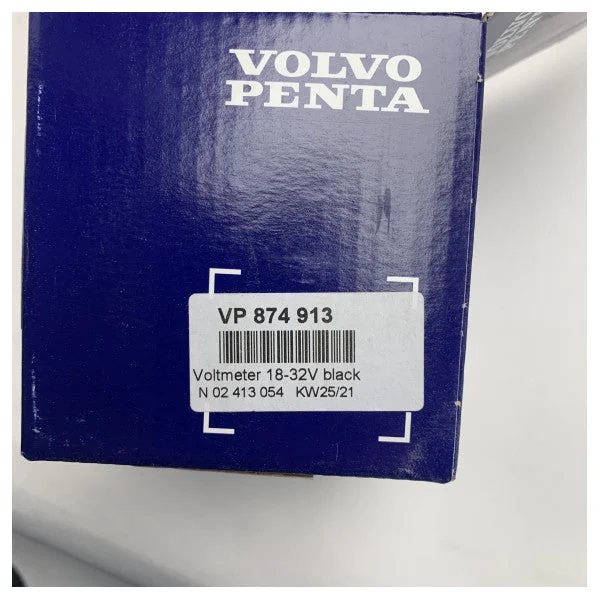 VOLVO
PENTA
VP 874 913
Voltmeter 18-32V black
N 02 413 054 KW25/21